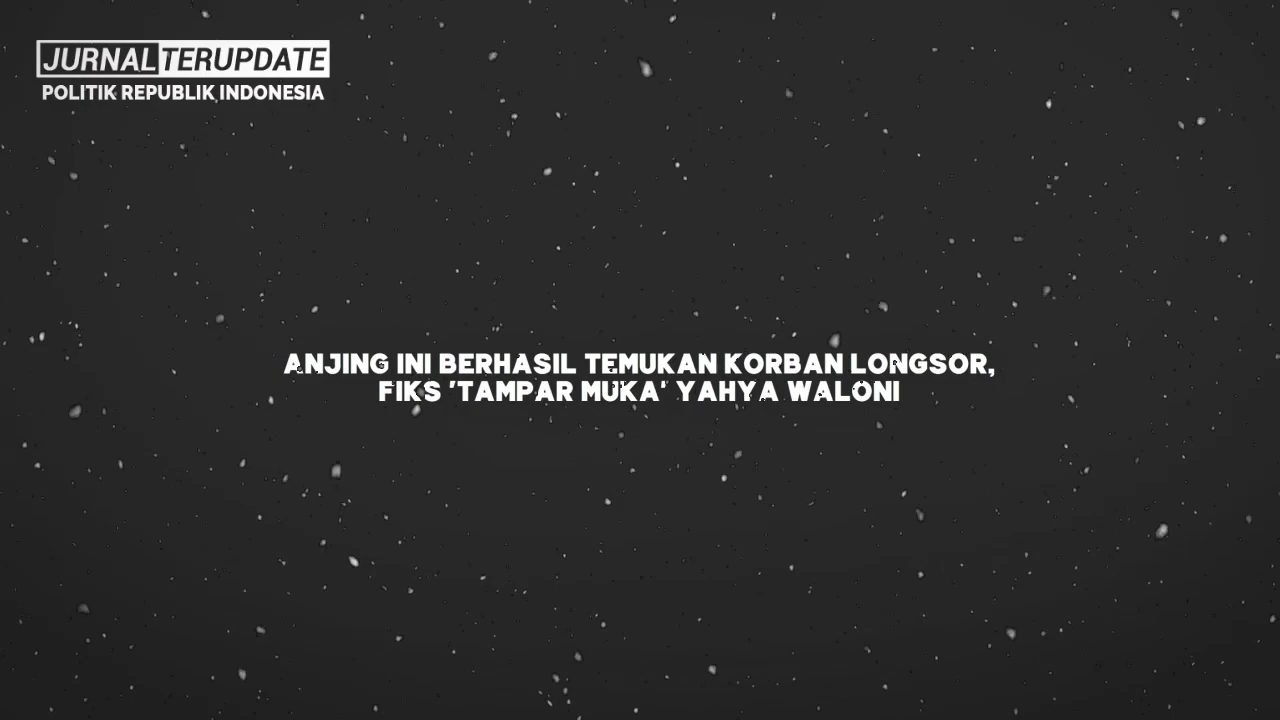 JURNALTERUPDATE
POLITIK REPUBLIK INDONESIA
ANJING INI BERHASIL TEMUKAN KORBAN LONGSOR,
FIKS 'TAMPAR MUKA' YAHYA WALONI